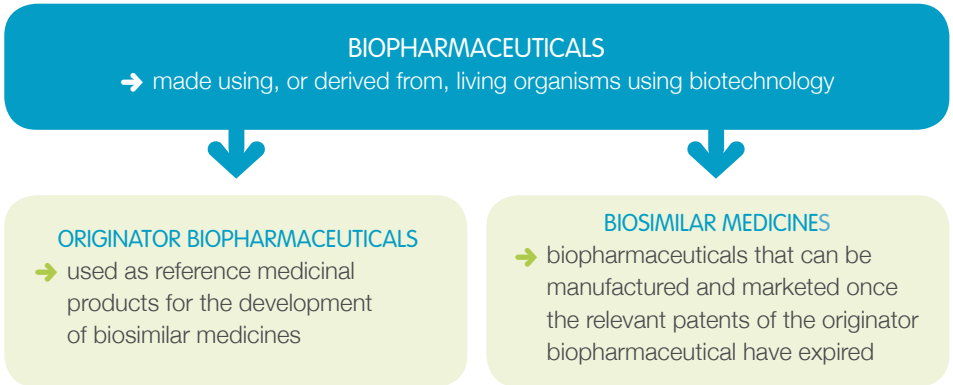 BIOPHARMACEUTICALS
➔ made using, or derived from, living organisms using biotechnology
ORIGINATOR BIOPHARMACEUTICALS
➔ used as reference medicinal
products for the development
of biosimilar medicines
BIOSIMILAR MEDICINES
➔ biopharmaceuticals that can be
manufactured and marketed once
the relevant patents of the originator
biopharmaceutical have expired